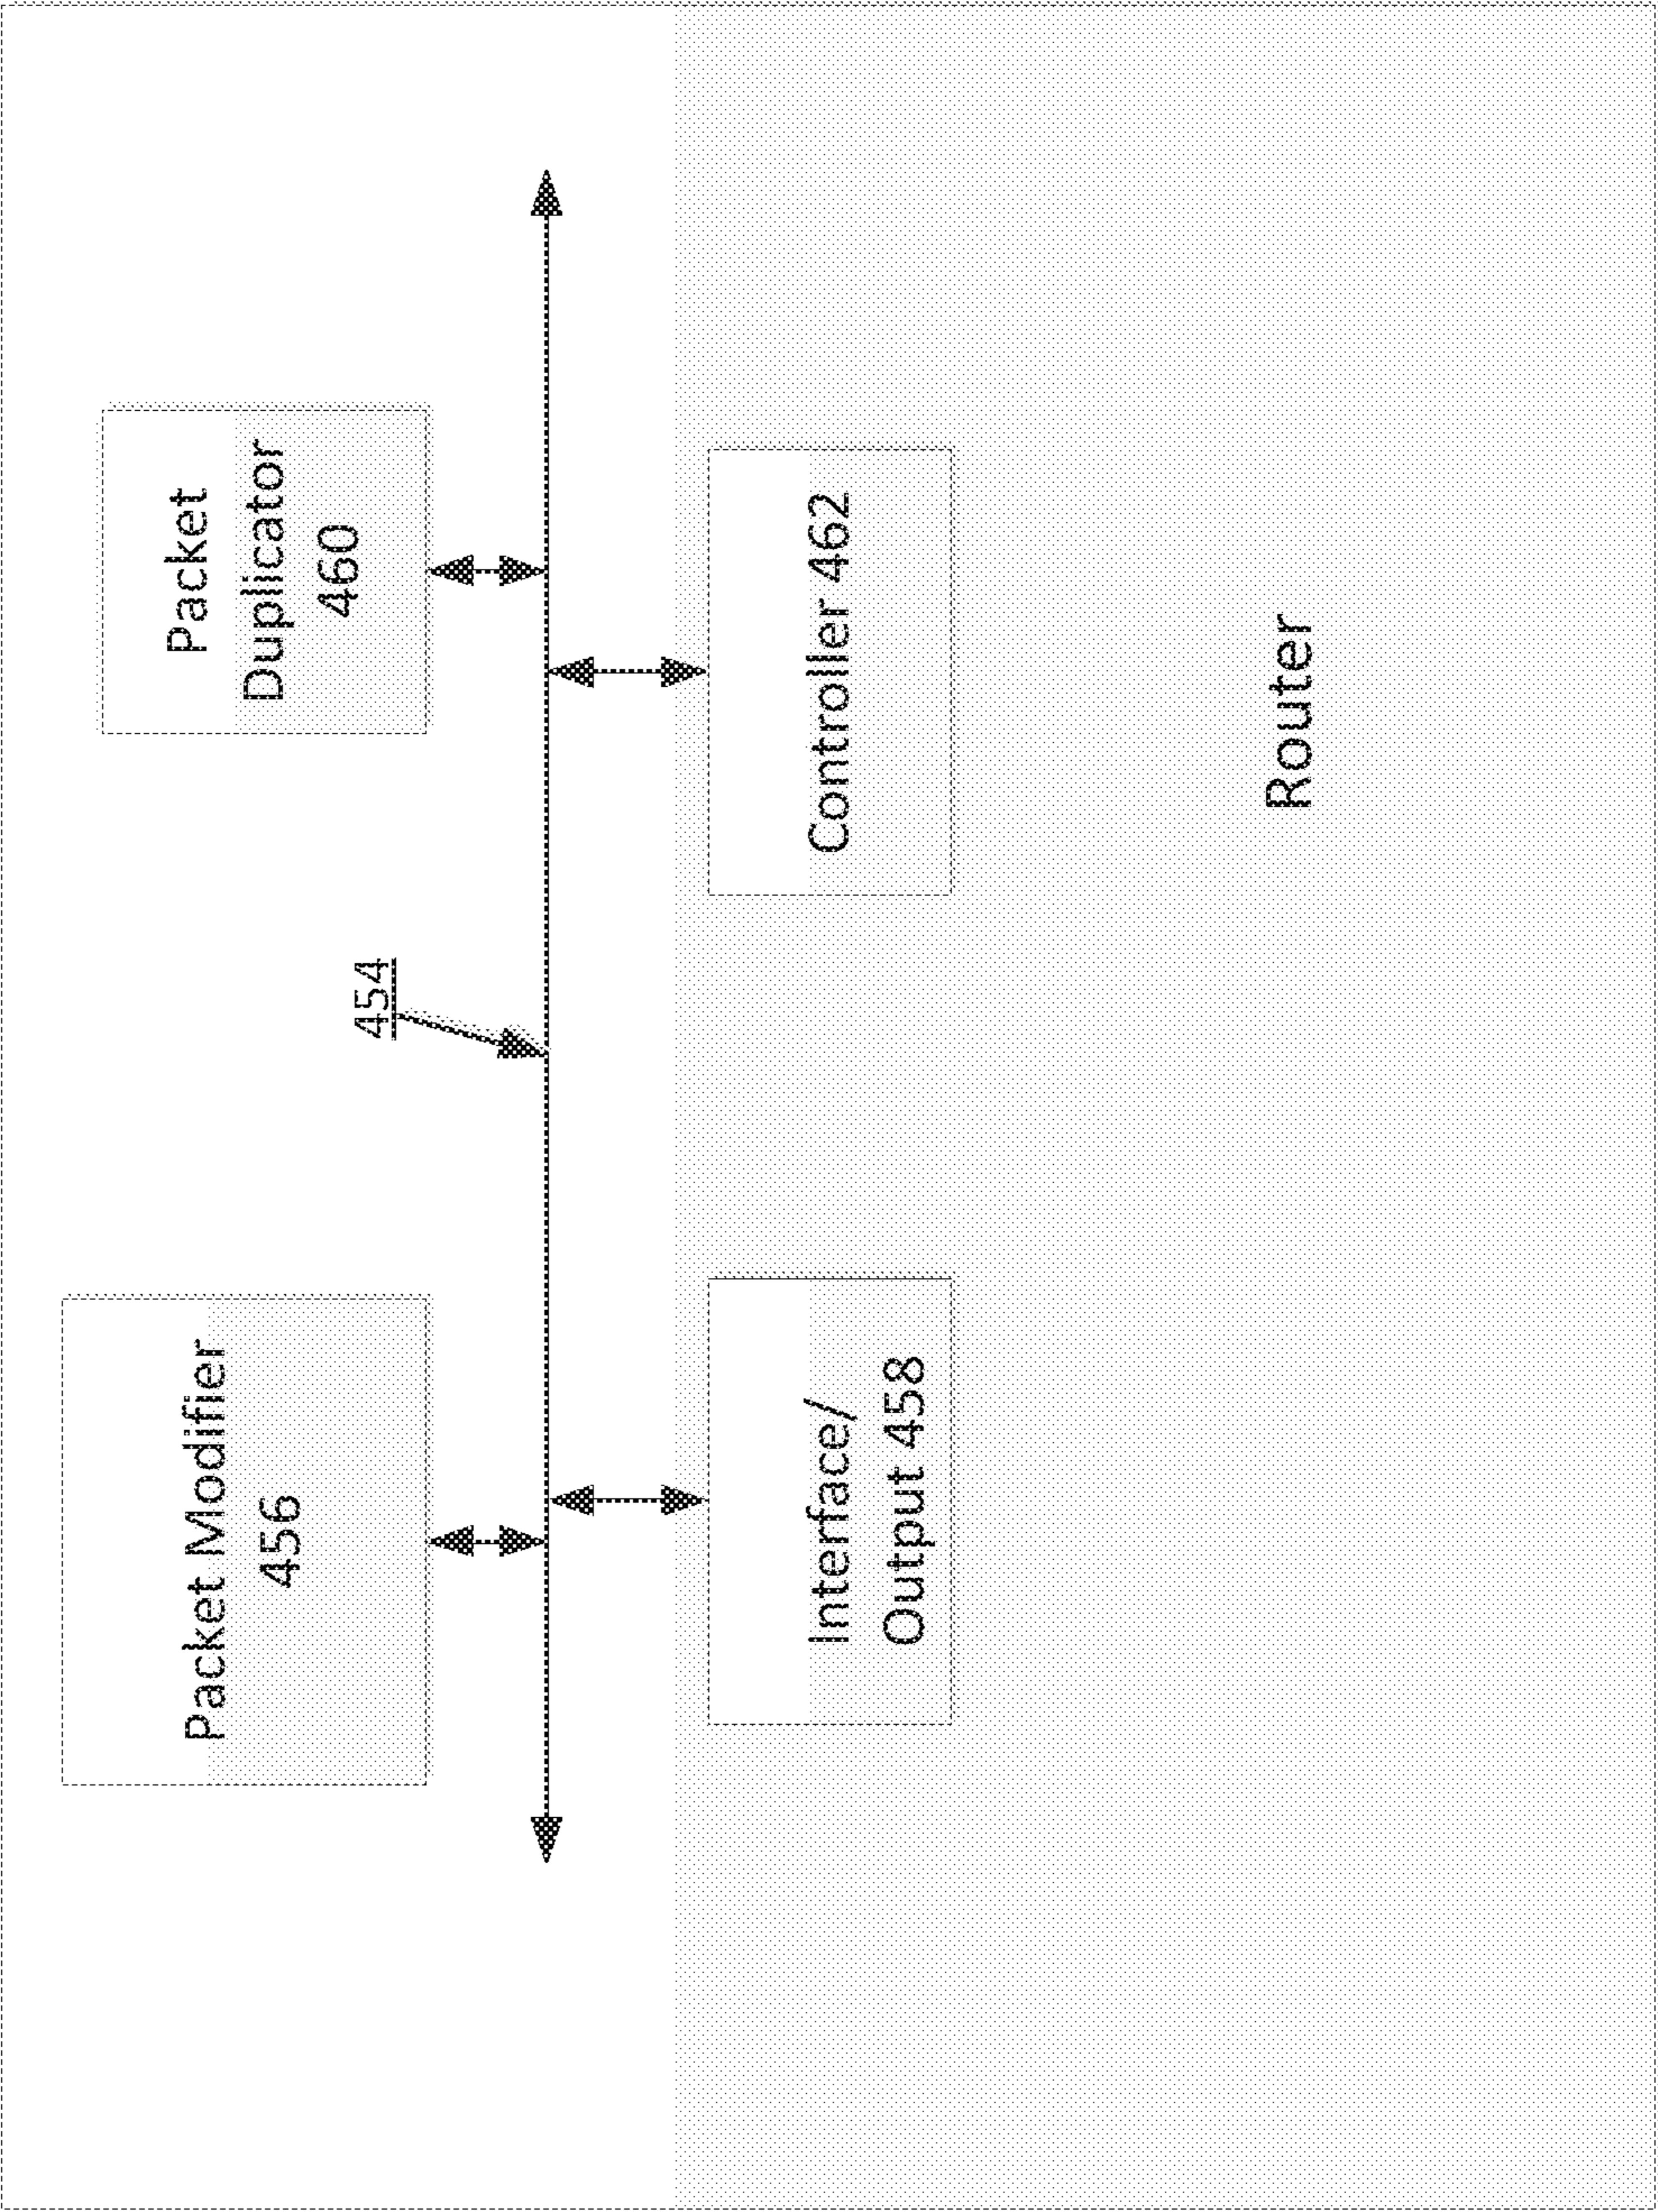 Packet Modifier
456
Packet
Duplicator
460
454
Interface/
Output 458
Controller 462
Router